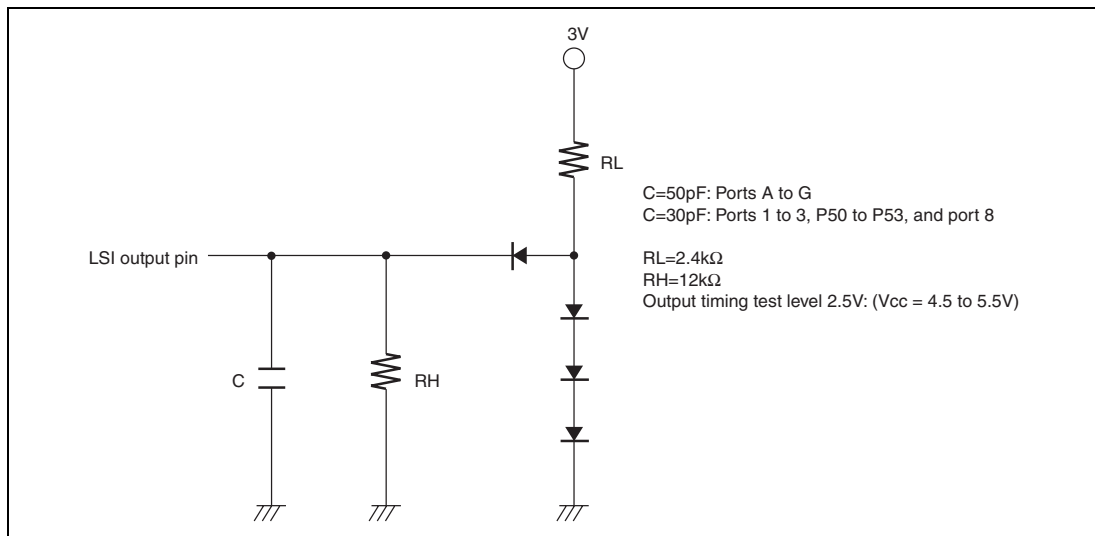 3V
RL
C=50pF: Ports A to G
C=30pF: Ports 1 to 3, P50 to P53, and port 8
LSI output pin
RL=2.4kΩ
RH=12kΩ
Output timing test level 2.5V: (Vcc = 4.5 to 5.5V)
C
RH